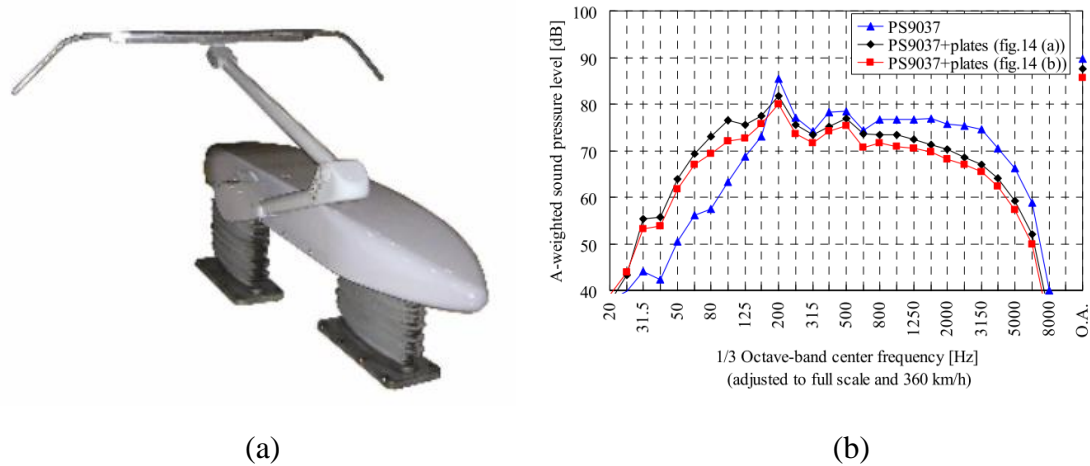 100
90
80
70
60
50
40
A-weighted sound pressure level [dB]
PS9037
PS9037+plates (fig.14 (a))
PS9037+plates (fig.14 (b))
20
31.5
50
80
125
200
315
500
800
1250
2000
3150
5000
8000
O.A.
1/3 Octave-band center frequency [Hz]
(adjusted to full scale and 360 km/h)
(a)
(b)